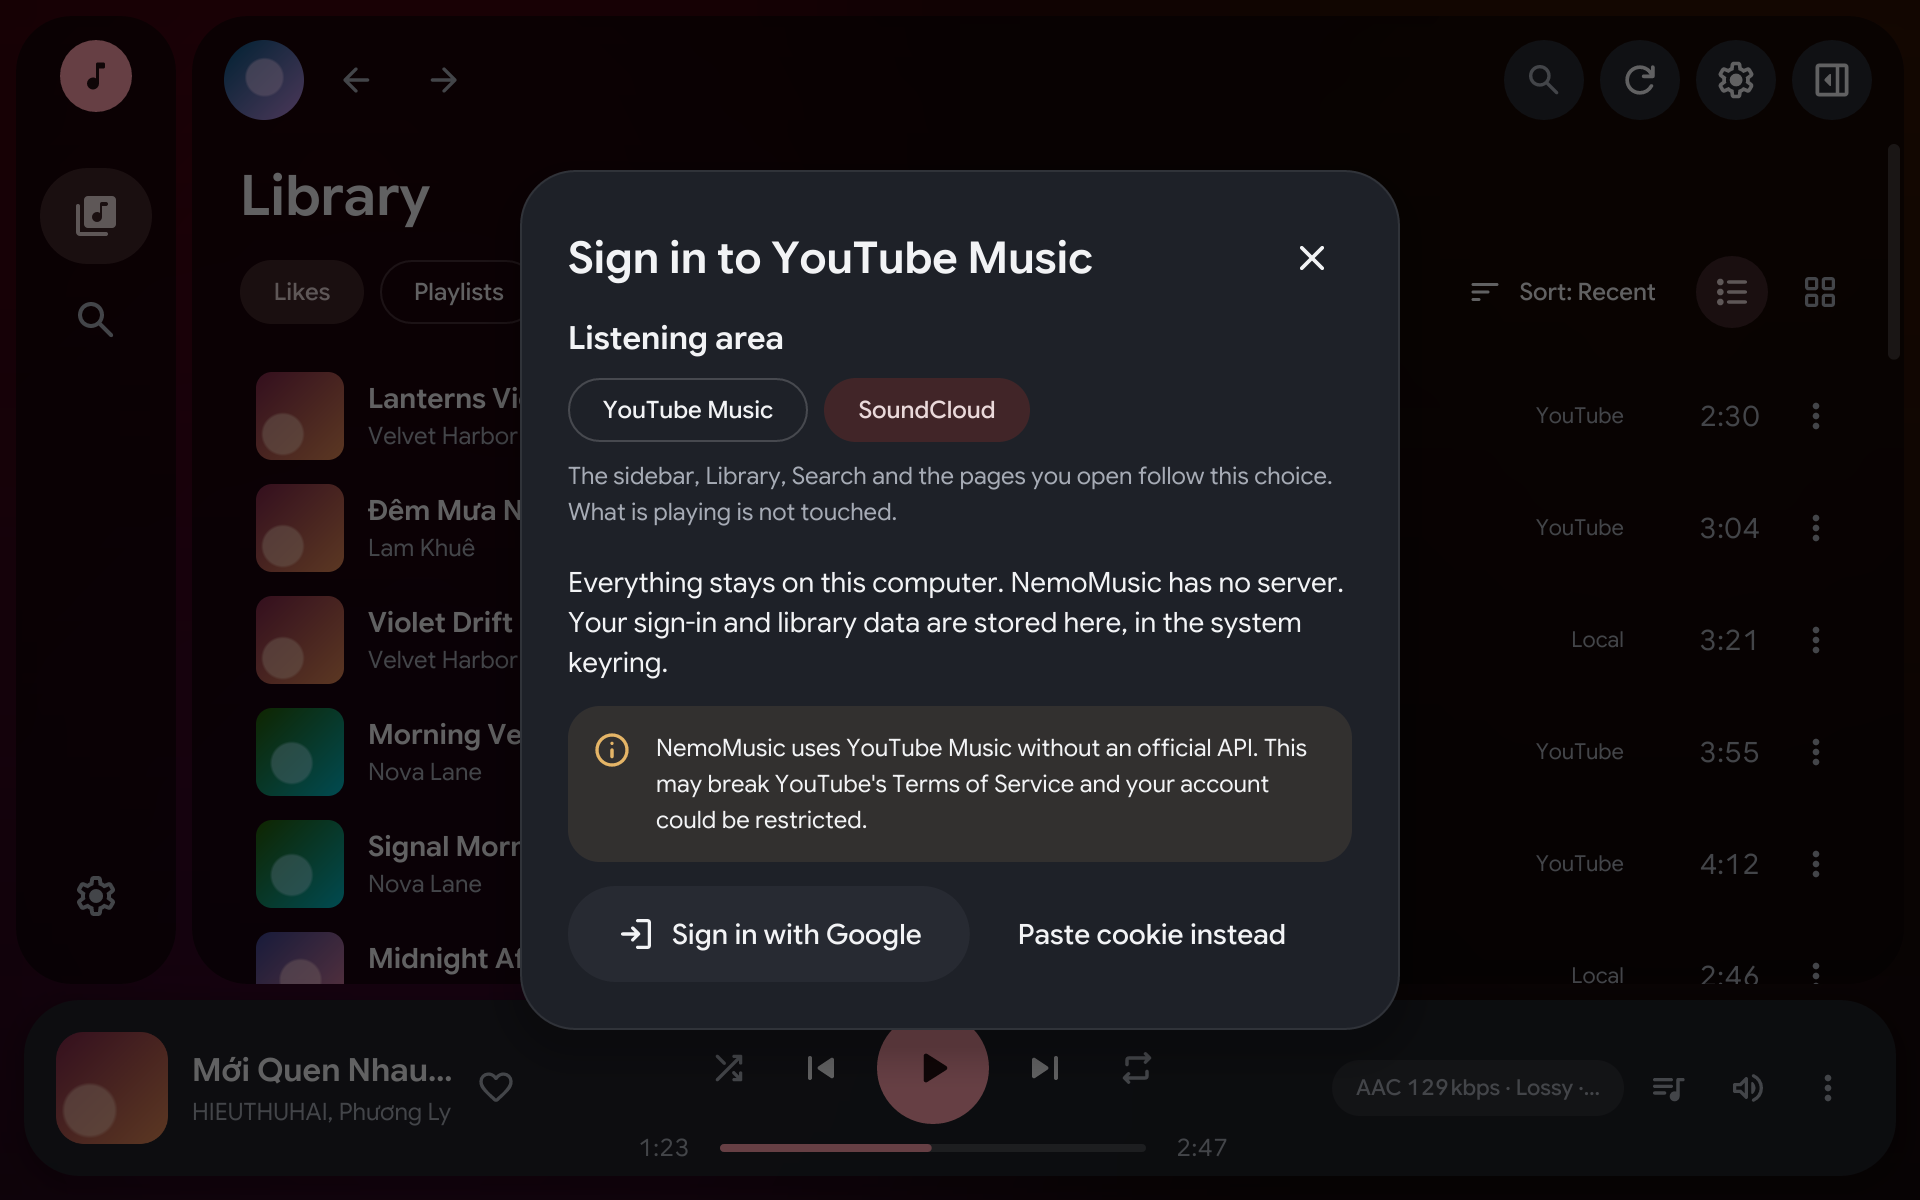 Library
Likes
Playlists
Sort: Recent
Lanterns Vi
Velvet Harbor
YouTube
2:30
Đêm Mưa N
Lam Khuê
YouTube
3:04
Violet Drift
Velvet Harbor
Local
3:21
Morning Ve
Nova Lane
YouTube
3:55
Signal Morr
Nova Lane
YouTube
4:12
Midnight Af
Local
2:46
Sign in to YouTube Music
Listening area
YouTube Music
SoundCloud
The sidebar, Library, Search and the pages you open follow this choice.
What is playing is not touched.
Everything stays on this computer. NemoMusic has no server.
Your sign-in and library data are stored here, in the system
keyring.
NemoMusic uses YouTube Music without an official API. This
may break YouTube's Terms of Service and your account
could be restricted.
Sign in with Google
Paste cookie instead
Mới Quen Nhau...
HIEUTHUHAI, Phương Ly
1:23
2:47
AAC 129 kbps · Lossy ·...